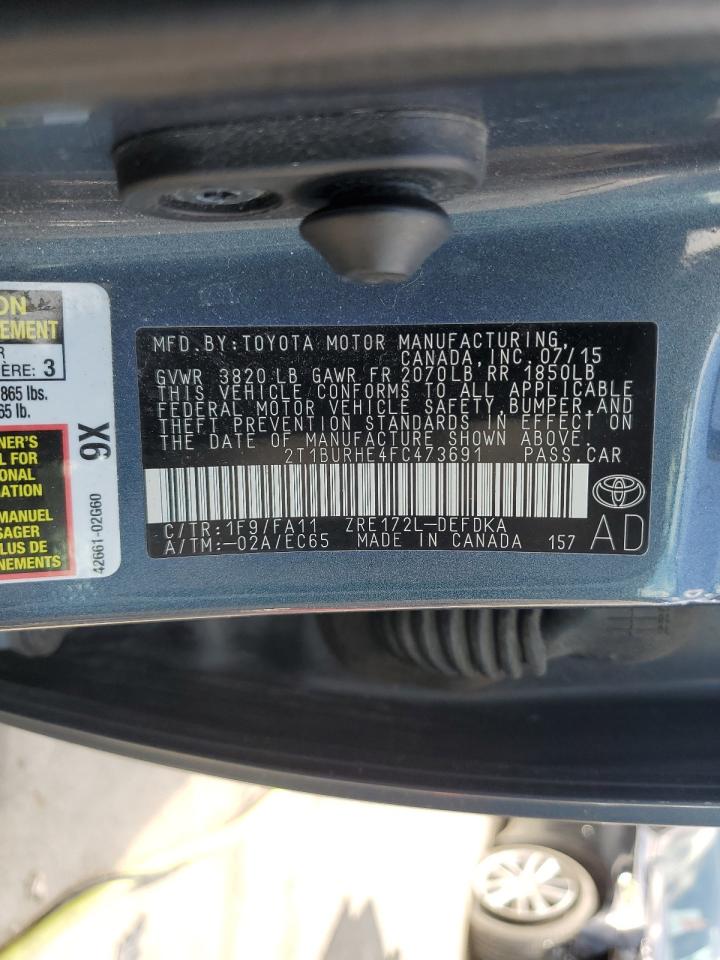 ON
EMENT
R
ÈRE: 3
865 lbs.
65 lb.
NER'S
L FOR
ONAL
ATION
MANUEL
SAGER
LUS DE
NEMENTS
9X
42661-02G60
MFD. BY: TOYOTA MOTOR MANUFACTURING,
CANADA, INC. 07/15
GVWR 3820 LB GAWR FR 2070LB, RR 1850LB
THIS VEHICLE CONFORMS TO ALL APPLICABLE
FEDERAL MOTOR VEHICLE SAFETY, BUMPER, AND
THEFT PREVENTION STANDARDS IN EFFECT ON
THE DATE OF MANUFACTURE SHOWN ABOVE.
2T1BURHE4FC473691 PASS. CAR
C/TR: 1F9/FA11 ZRE172L-DEFDKA
A/TM: -02A/EC65 MADE IN CANADA 157
AD